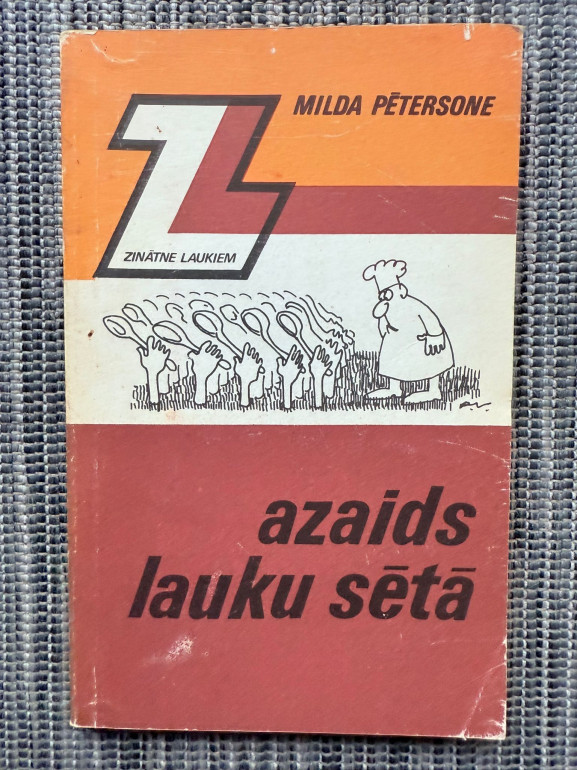 MILDA PĒTERSONE
ZINĀTNE LAUKIEM
azaids
lauku sētā